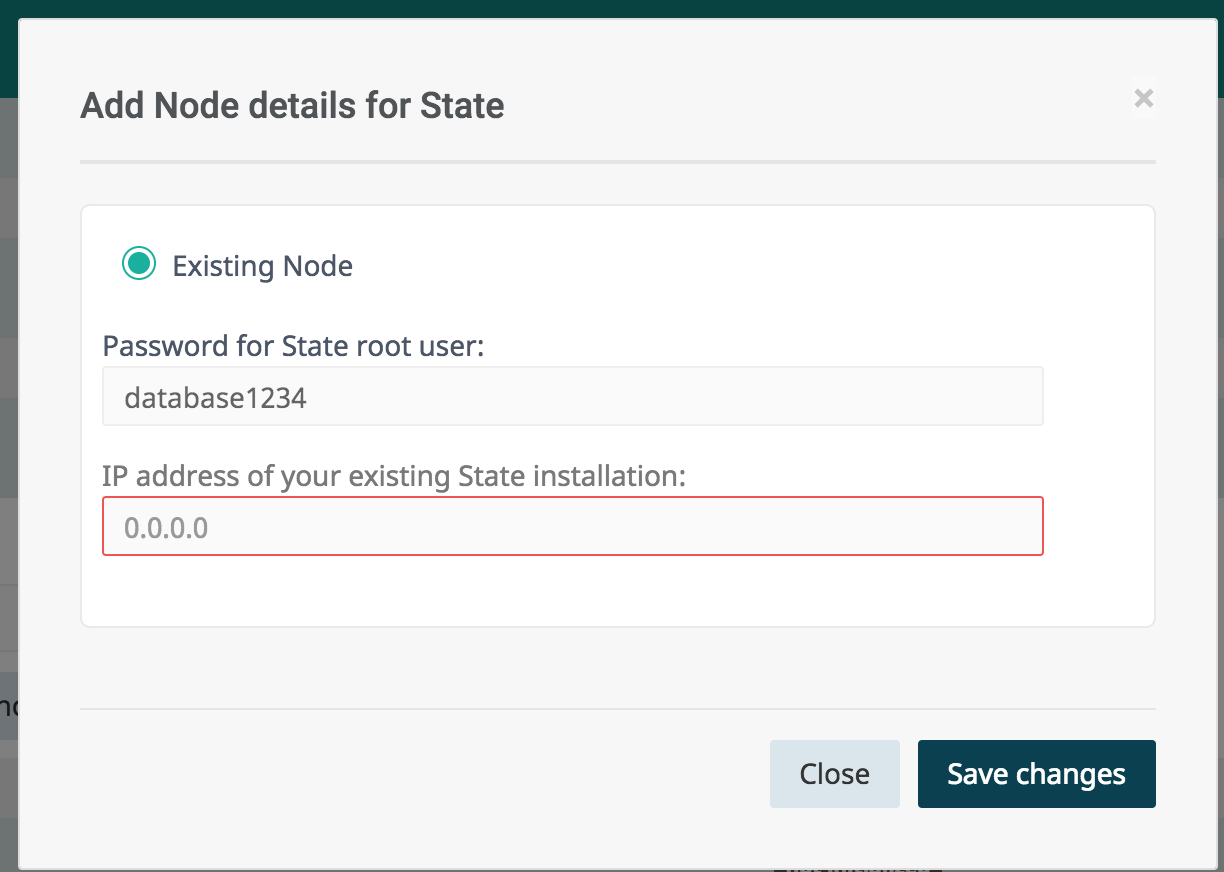 Add Node details for State
×
Existing Node
Password for State root user:
database1234
IP address of your existing State installation:
0.0.0.0
Close
Save changes